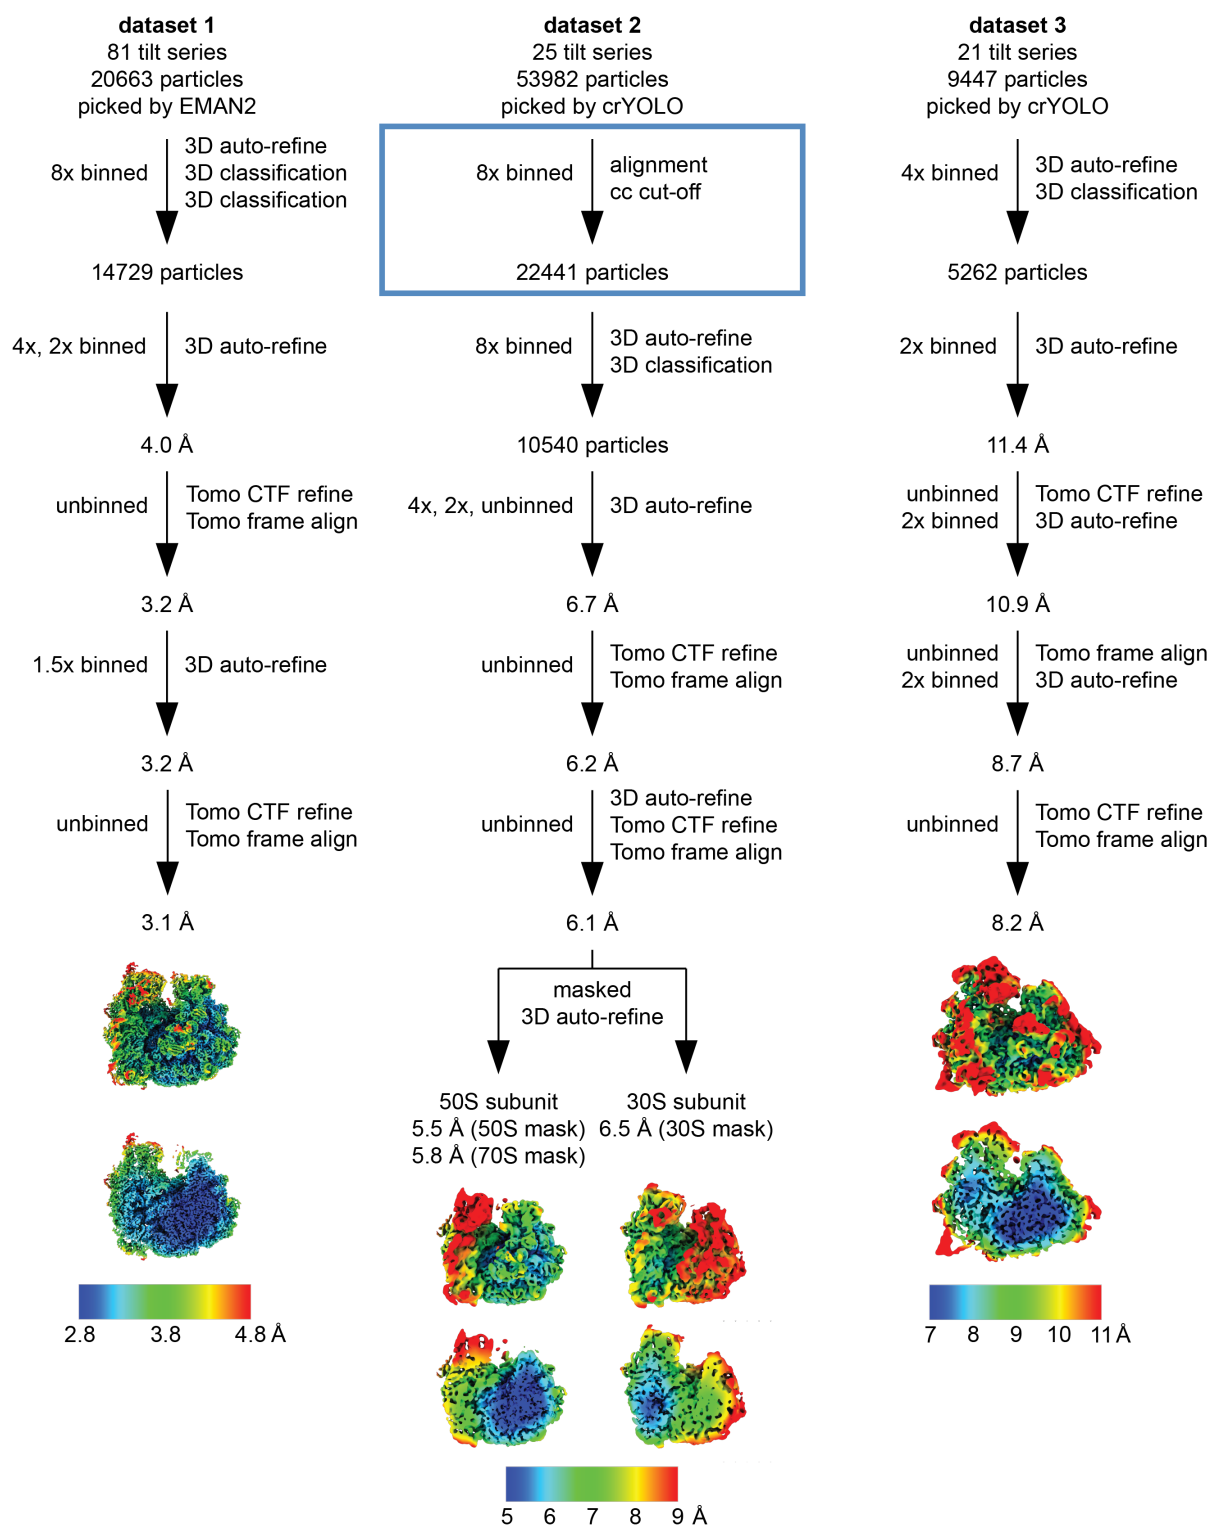 dataset 1
81 tilt series
20663 particles
picked by EMAN2
8x binned
3D auto-refine
3D classification
3D classification
14729 particles
4x, 2x binned
3D auto-refine
4.0 Å
unbinned
Tomo CTF refine
Tomo frame align
3.2 Å
1.5x binned
3D auto-refine
3.2 Å
unbinned
Tomo CTF refine
Tomo frame align
3.1 Å
2.8 3.8 4.8 Å
dataset 2
25 tilt series
53982 particles
picked by crYOLO
8x binned
alignment
cc cut-off
22441 particles
8x binned
3D auto-refine
3D classification
10540 particles
4x, 2x, unbinned
3D auto-refine
6.7 Å
unbinned
Tomo CTF refine
Tomo frame align
6.2 Å
unbinned
3D auto-refine
Tomo CTF refine
Tomo frame align
6.1 Å
masked
3D auto-refine
50S subunit
5.5 Å (50S mask)
5.8 Å (70S mask)
30S subunit
6.5 Å (30S mask)
5 6 7 8 9 Å
dataset 3
21 tilt series
9447 particles
picked by crYOLO
4x binned
3D auto-refine
3D classification
5262 particles
2x binned
3D auto-refine
11.4 Å
unbinned
2x binned
Tomo CTF refine
3D auto-refine
10.9 Å
unbinned
2x binned
Tomo frame align
3D auto-refine
8.7 Å
unbinned
Tomo CTF refine
Tomo frame align
8.2 Å
7 8 9 10 11 Å